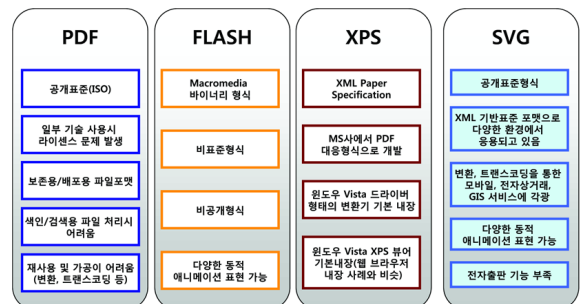 PDF
공개표준(ISO)
일부 기술 사용시
라이센스 문제 발생
보존용/배포용 파일포맷
색인/검색용 파일 처리시
어려움
재사용 및 가공이 어려움
(변환, 트랜스코딩 등)
FLASH
Macromedia
바이너리 형식
비표준형식
비공개형식
다양한 동적
애니메이션 표현 가능
XPS
XML Paper
Specification
MS사에서 PDF
대응형식으로 개발
윈도우 Vista 드라이버
형태의 변환기 기본 내장
윈도우 Vista XPS 뷰어
기본내장(웹 브라우저
내장 사례와 비슷)
SVG
공개표준형식
XML 기반표준 포맷으로
다양한 환경에서
응용되고 있음
변환, 트랜스코딩을 통한
모바일, 전자상거래,
GIS 서비스에 각광
다양한 동적
애니메이션 표현 가능
전자출판 기능 부족